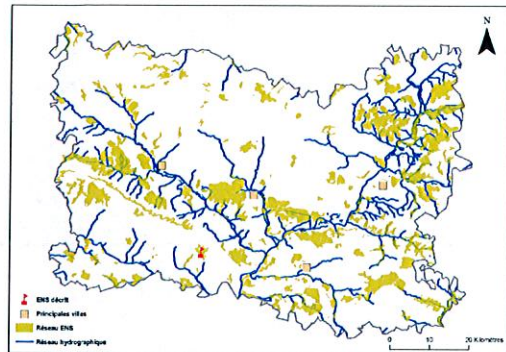 N
ENS décrit
Principales villes
Réseau ENS
Réseau hydrographique
0 10 20 Kilomètres